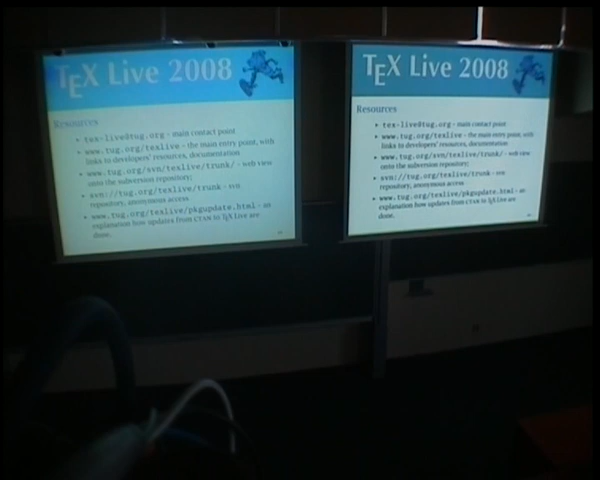 TEX Live 2008
Resources
▸ tex-live@tug.org - main contact point
▸ www.tug.org/texlive - the main entry point, with
links to developers' resources, documentation
▸ www.tug.org/svn/texlive/trunk/ - web view
onto the subversion repository;
▸ svn://tug.org/texlive/trunk - svn
repository, anonymous access
▸ www.tug.org/texlive/pkgupdate.html - an
explanation how updates from CTAN to TEX Live are
done.
TEX Live 2008
Resources
▸ tex-live@tug.org - main contact point
▸ www.tug.org/texlive - the main entry point, with
links to developers' resources, documentation
▸ www.tug.org/svn/texlive/trunk/ - web view
onto the subversion repository;
▸ svn://tug.org/texlive/trunk - svn
repository, anonymous access
▸ www.tug.org/texlive/pkgupdate.html - an
explanation how updates from CTAN to TEX Live are
done.